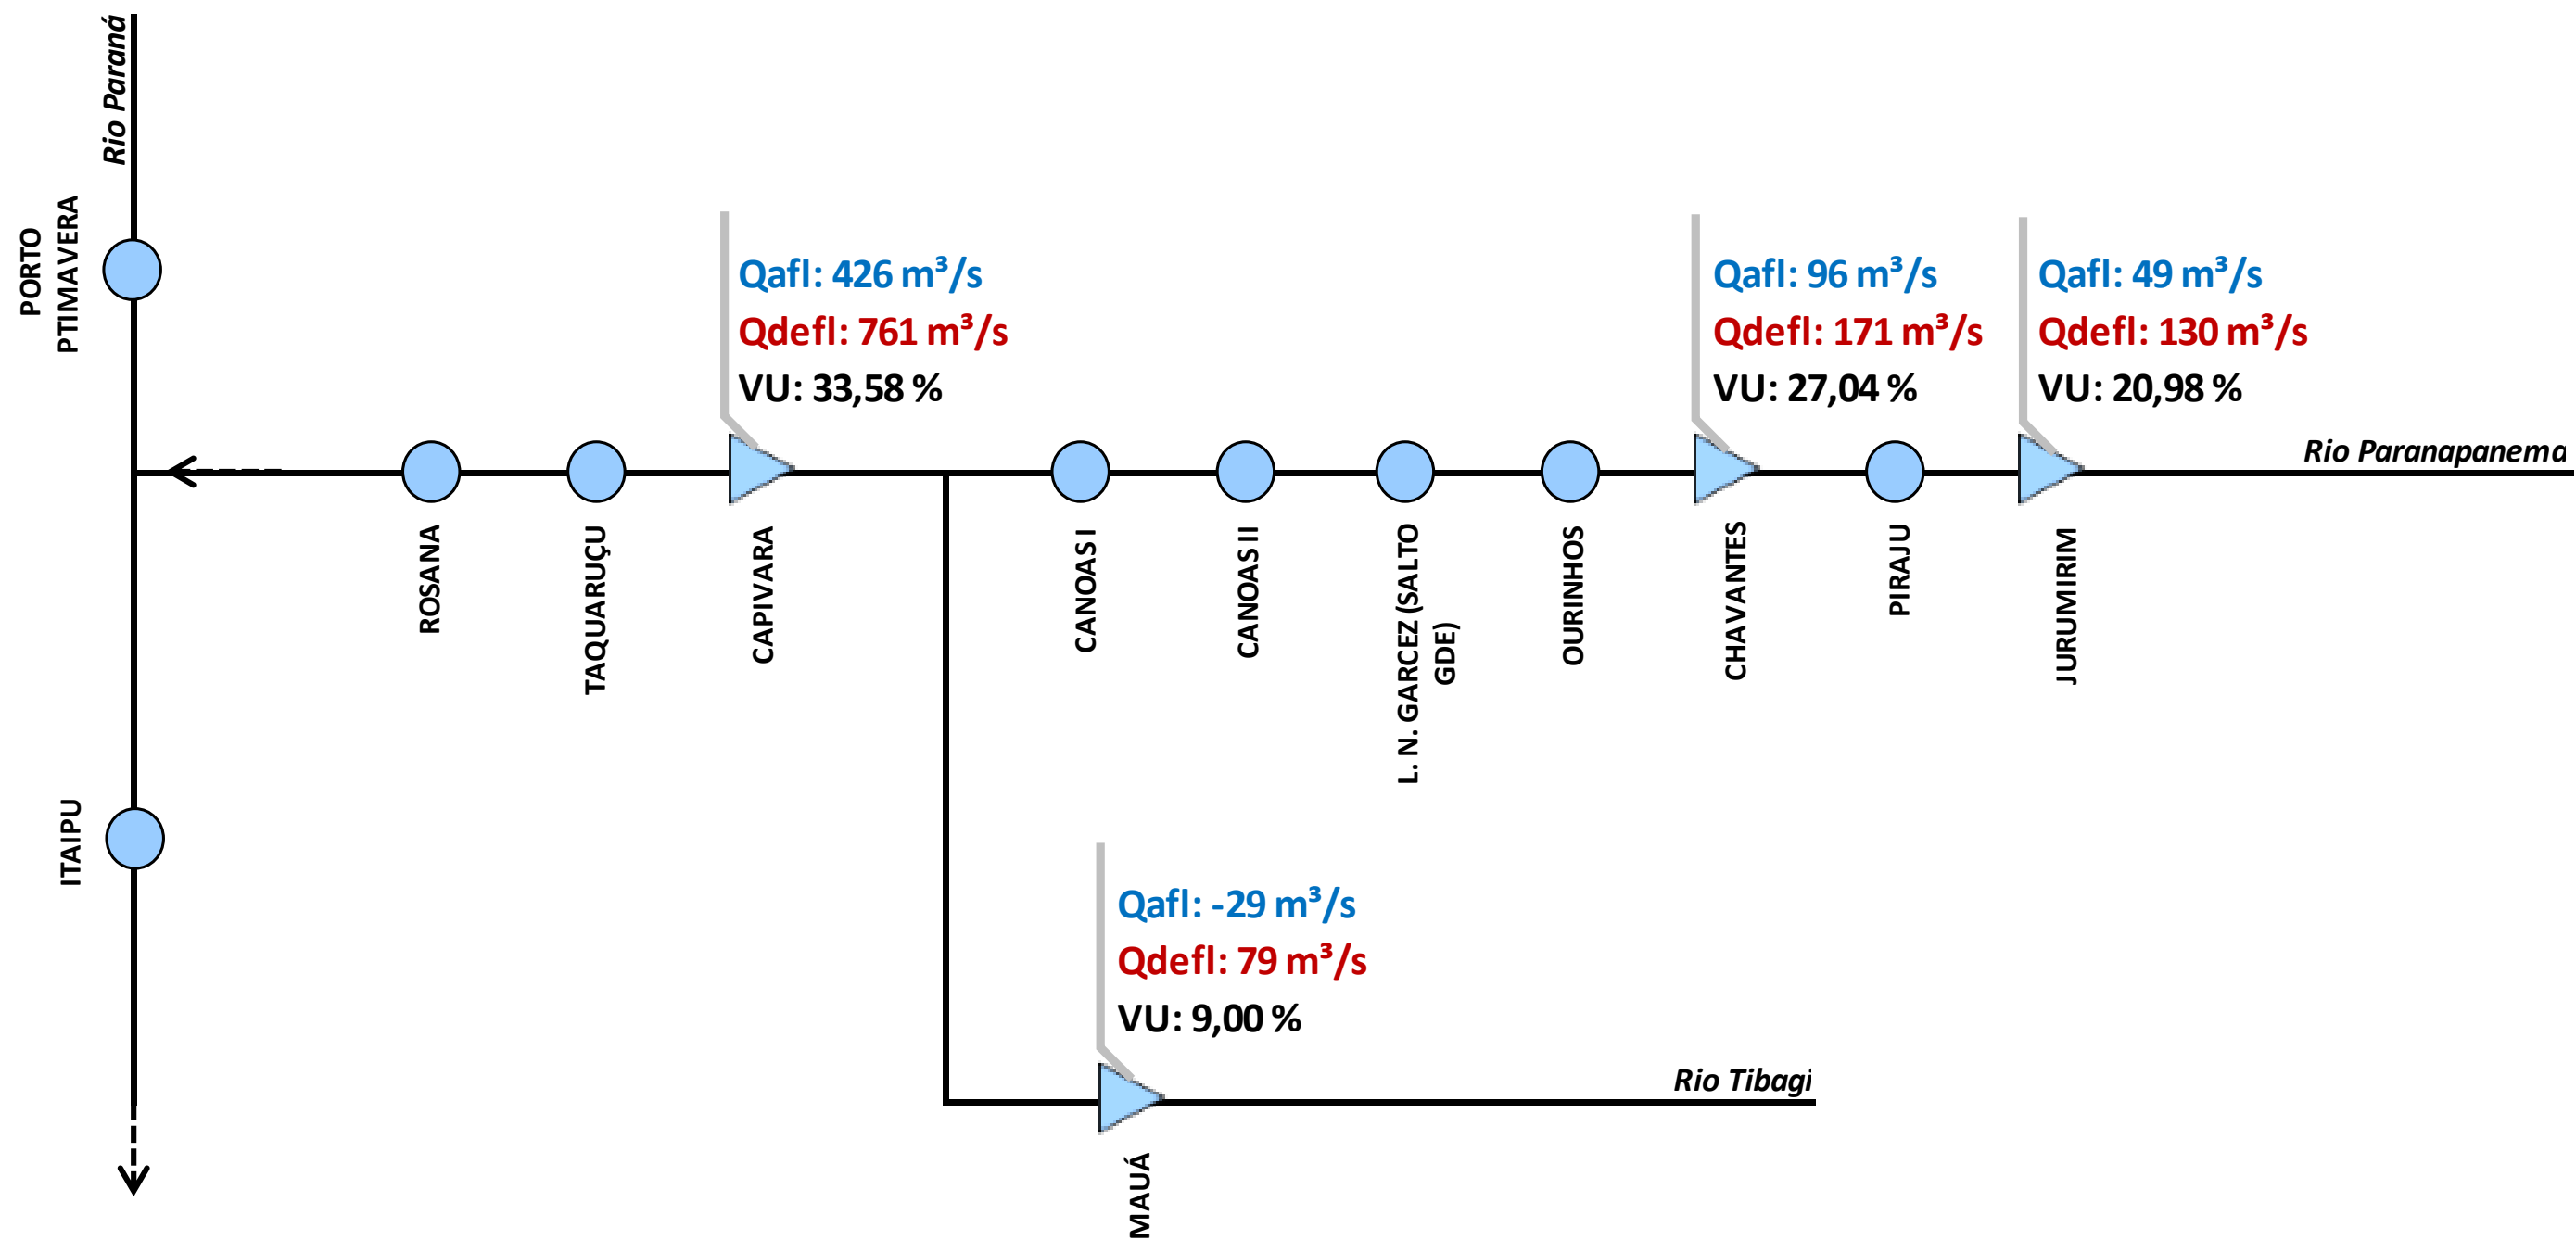 Rio Paraná
PORTO
PTIMAVERA
Qafl: 426 m³/s
Qdefl: 761 m³/s
VU: 33,58 %
Qafl: 96 m³/s
Qdefl: 171 m³/s
VU: 27,04 %
Qafl: 49 m³/s
Qdefl: 130 m³/s
VU: 20,98 %
Rio Paranapanema
ROSANA
TAQUARUÇU
CAPIVARA
CANOAS I
CANOAS II
L. N. GARCEZ (SALTO
GDE)
OURINHOS
CHAVANTES
PIRAJU
JURUMIRIM
ITAIPU
Qafl: -29 m³/s
Qdefl: 79 m³/s
VU: 9,00 %
Rio Tibagi
MAUÁ